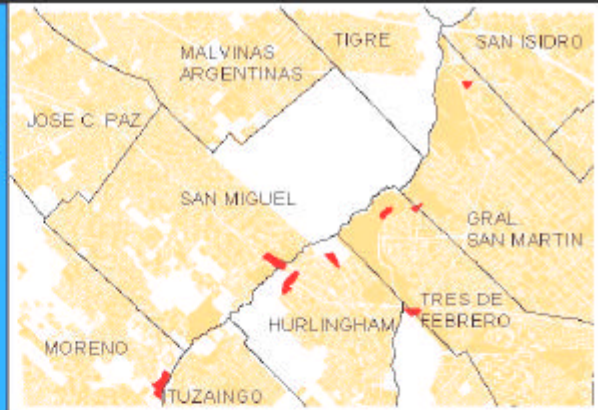 TIGRE
SAN ISIDRO
MALVINAS
ARGENTINAS
JOSE C. PAZ
SAN MIGUEL
GRAL.
SAN MARTIN
TRES DE
FEBRERO
HURLINGHAM
MORENO
ITUZAINGO